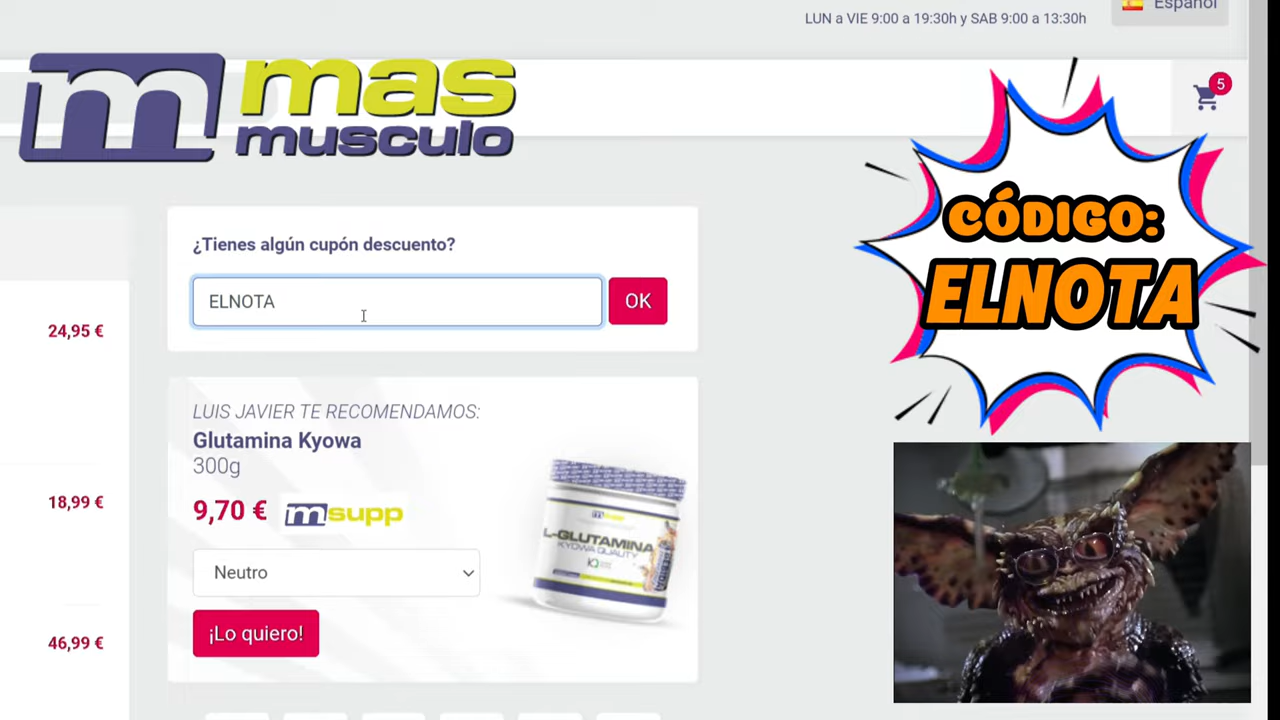 Español
LUN a VIE 9:00 a 19:30h y SAB 9:00 a 13:30h
m mas
musculo
5
CÓDIGO:
ELNOTA
¿Tienes algún cupón descuento?
ELNOTA
OK
24,95 €
LUIS JAVIER TE RECOMENDAMOS:
Glutamina Kyowa
300g
9,70 €
msupp
18,99 €
L-GLUTAMINA
KYOWA QUALITY
Neutro
¡Lo quiero!
46,99 €